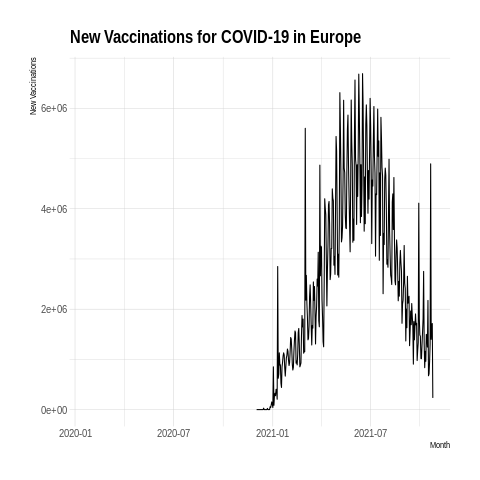 New Vaccinations for COVID-19 in Europe
New Vaccinations
6e+06
4e+06
2e+06
0e+00
2020-01 2020-07 2021-01 2021-07
Month